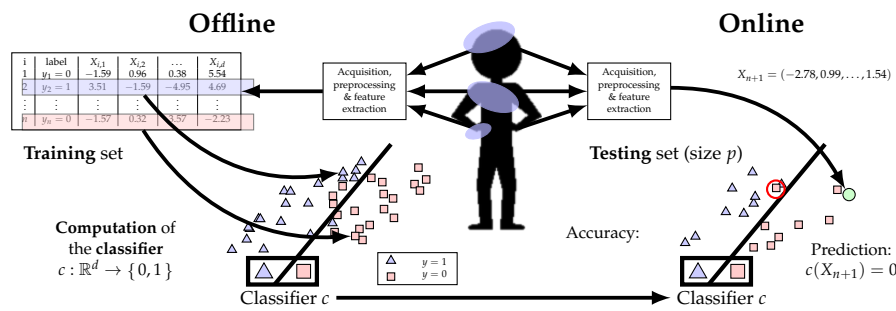 Offline
Online
i label X_{i,1} X_{i,2} … X_{i,d}
1 y_1 = 0 −1.59 0.96 0.38 5.54
2 y_2 = 1 3.51 −1.59 −4.95 4.69
⋮ ⋮ ⋮ ⋮ ⋮ ⋮
n y_n = 0 −1.57 0.32 3.57 −2.23
Training set
Acquisition,
preprocessing
& feature
extraction
Acquisition,
preprocessing
& feature
extraction
X_{n+1} = (−2.78, 0.99, …, 1.54)
Testing set (size p)
Computation of
the classifier
c : ℝ^d → {0, 1}
y = 1
y = 0
Classifier c
Accuracy:
Classifier c
Prediction:
c(X_{n+1}) = 0